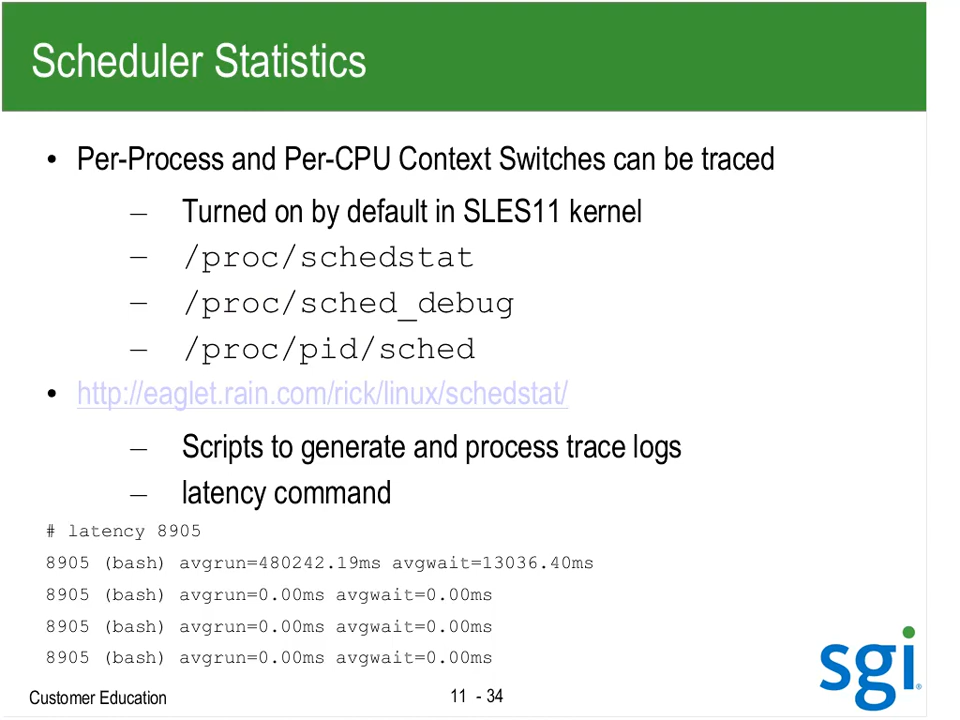 Scheduler Statistics
• Per-Process and Per-CPU Context Switches can be traced
– Turned on by default in SLES11 kernel
– /proc/schedstat
– /proc/sched_debug
– /proc/pid/sched
• http://eaglet.rain.com/rick/linux/schedstat/
– Scripts to generate and process trace logs
– latency command
# latency 8905
8905 (bash) avgrun=480242.19ms avgwait=13036.40ms
8905 (bash) avgrun=0.00ms avgwait=0.00ms
8905 (bash) avgrun=0.00ms avgwait=0.00ms
8905 (bash) avgrun=0.00ms avgwait=0.00ms
Customer Education
11 - 34
sgi®